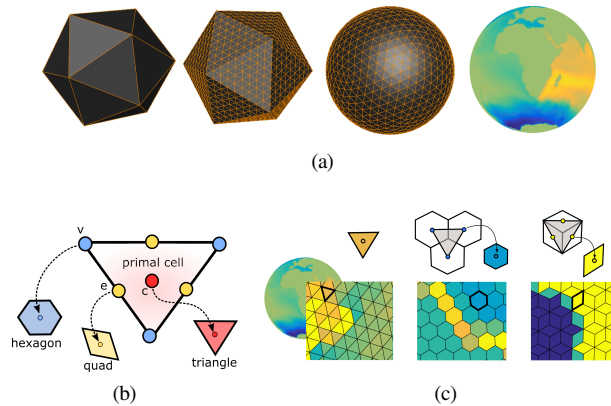 (a)
v
primal cell
e
c
hexagon
quad
triangle
(b)
(c)